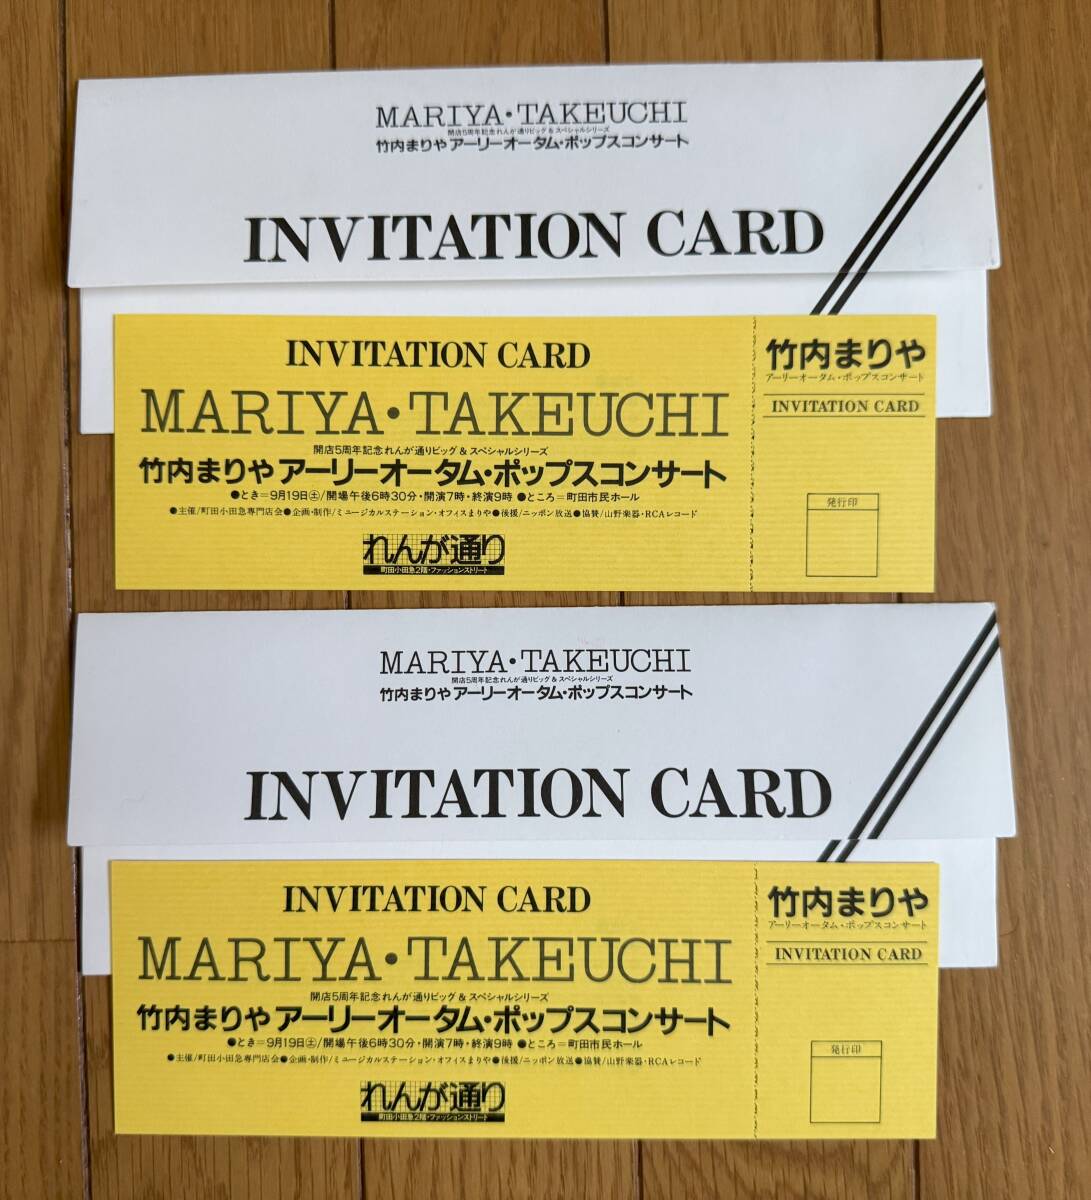 MARIYA・TAKEUCHI
開店5周年記念れんが通りビッグ＆スペシャルシリーズ
竹内まりやアーリーオータム・ポップスコンサート
INVITATION CARD
INVITATION CARD
MARIYA・TAKEUCHI
開店5周年記念れんが通りビッグ＆スペシャルシリーズ
竹内まりやアーリーオータム・ポップスコンサート
●とき＝9月19日㊏/開場午後6時30分・開演7時・終演9時 ●ところ＝町田市民ホール
●主催/町田小田急専門店会●企画・制作/ミュージカルステーション・オフィスまりや●後援/ニッポン放送●協賛/山野楽器・RCAレコード
れんが通り
町田小田急2階・ファッションストリート
竹内まりや
アーリーオータム・ポップスコンサート
INVITATION CARD
発行印
MARIYA・TAKEUCHI
開店5周年記念れんが通りビッグ＆スペシャルシリーズ
竹内まりやアーリーオータム・ポップスコンサート
INVITATION CARD
INVITATION CARD
MARIYA・TAKEUCHI
開店5周年記念れんが通りビッグ＆スペシャルシリーズ
竹内まりやアーリーオータム・ポップスコンサート
●とき＝9月19日㊏/開場午後6時30分・開演7時・終演9時 ●ところ＝町田市民ホール
●主催/町田小田急専門店会●企画・制作/ミュージカルステーション・オフィスまりや●後援/ニッポン放送●協賛/山野楽器・RCAレコード
れんが通り
町田小田急2階・ファッションストリート
竹内まりや
アーリーオータム・ポップスコンサート
INVITATION CARD
発行印